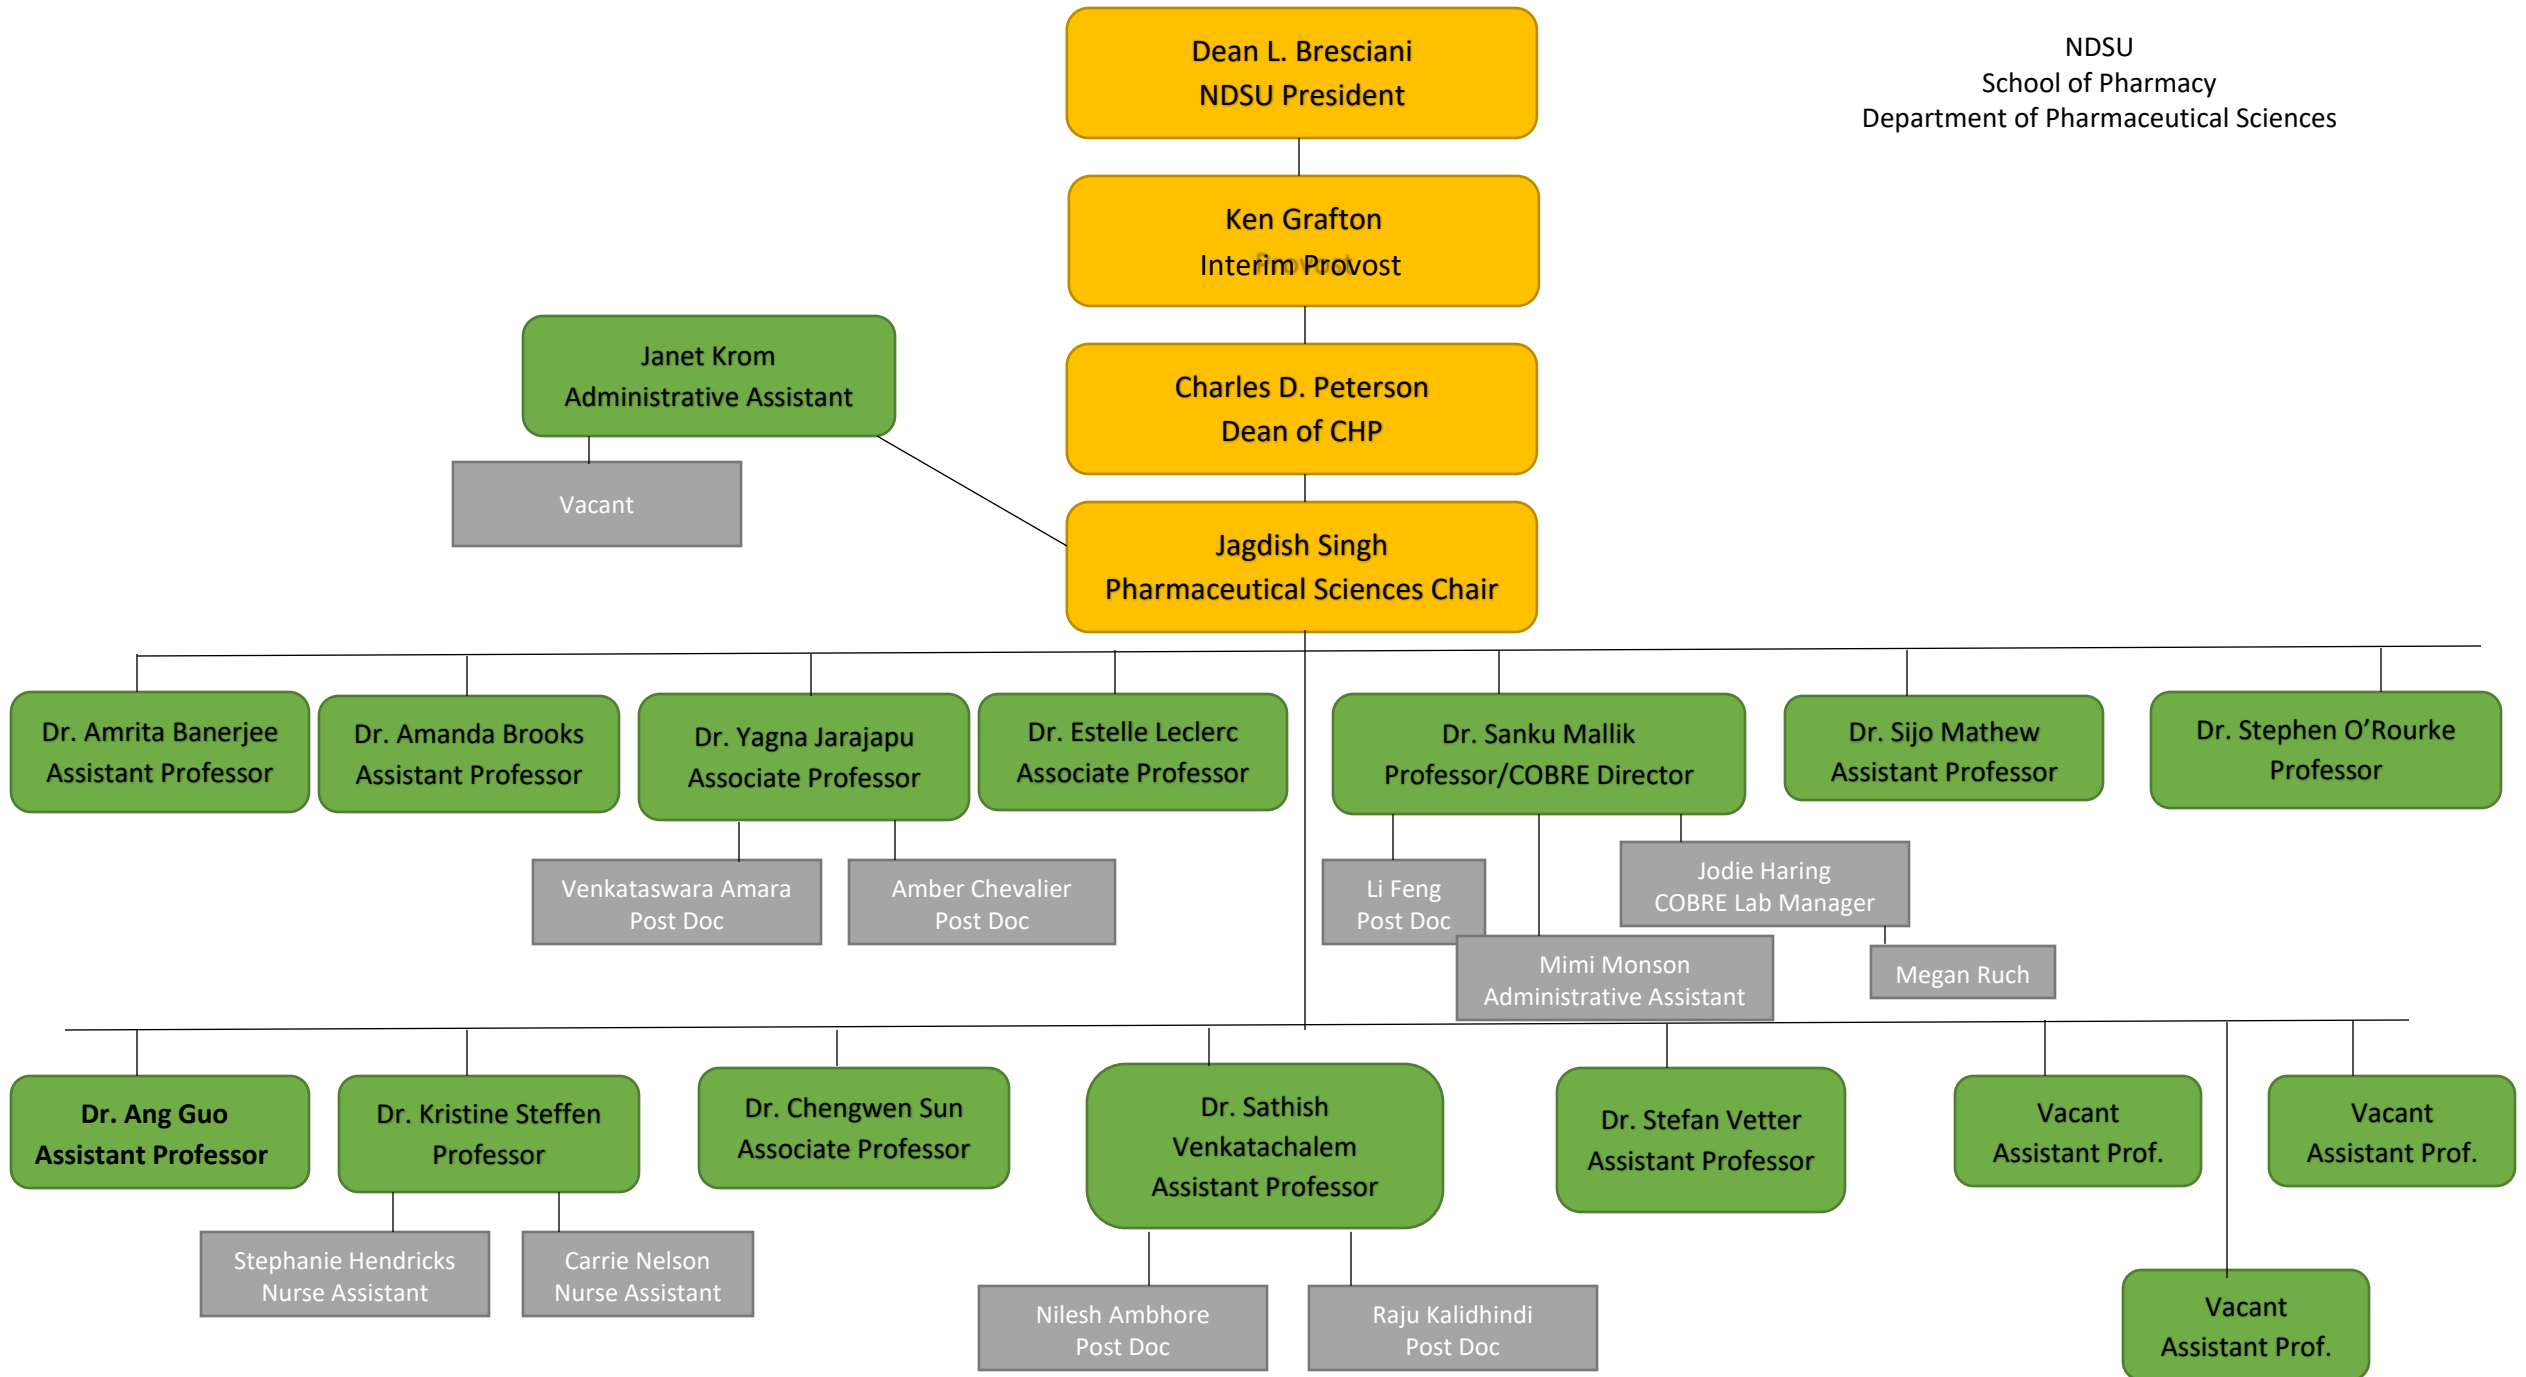 Dean L. Bresciani
NDSU President
NDSU
School of Pharmacy
Department of Pharmaceutical Sciences
Ken Grafton
Interim Provost
Janet Krom
Administrative Assistant
Vacant
Charles D. Peterson
Dean of CHP
Jagdish Singh
Pharmaceutical Sciences Chair
Dr. Amrita Banerjee
Assistant Professor
Dr. Amanda Brooks
Assistant Professor
Dr. Yagna Jarajapu
Associate Professor
Dr. Estelle Leclerc
Associate Professor
Dr. Sanku Mallik
Professor/COBRE Director
Dr. Sijo Mathew
Assistant Professor
Dr. Stephen O’Rourke
Professor
Venkataswara Amara
Post Doc
Amber Chevalier
Post Doc
Li Feng
Post Doc
Jodie Haring
COBRE Lab Manager
Mimi Monson
Administrative Assistant
Megan Ruch
Dr. Ang Guo
Assistant Professor
Dr. Kristine Steffen
Professor
Dr. Chengwen Sun
Associate Professor
Dr. Sathish
Venkatachalem
Assistant Professor
Dr. Stefan Vetter
Assistant Professor
Vacant
Assistant Prof.
Vacant
Assistant Prof.
Stephanie Hendricks
Nurse Assistant
Carrie Nelson
Nurse Assistant
Nilesh Ambhore
Post Doc
Raju Kalidhindi
Post Doc
Vacant
Assistant Prof.